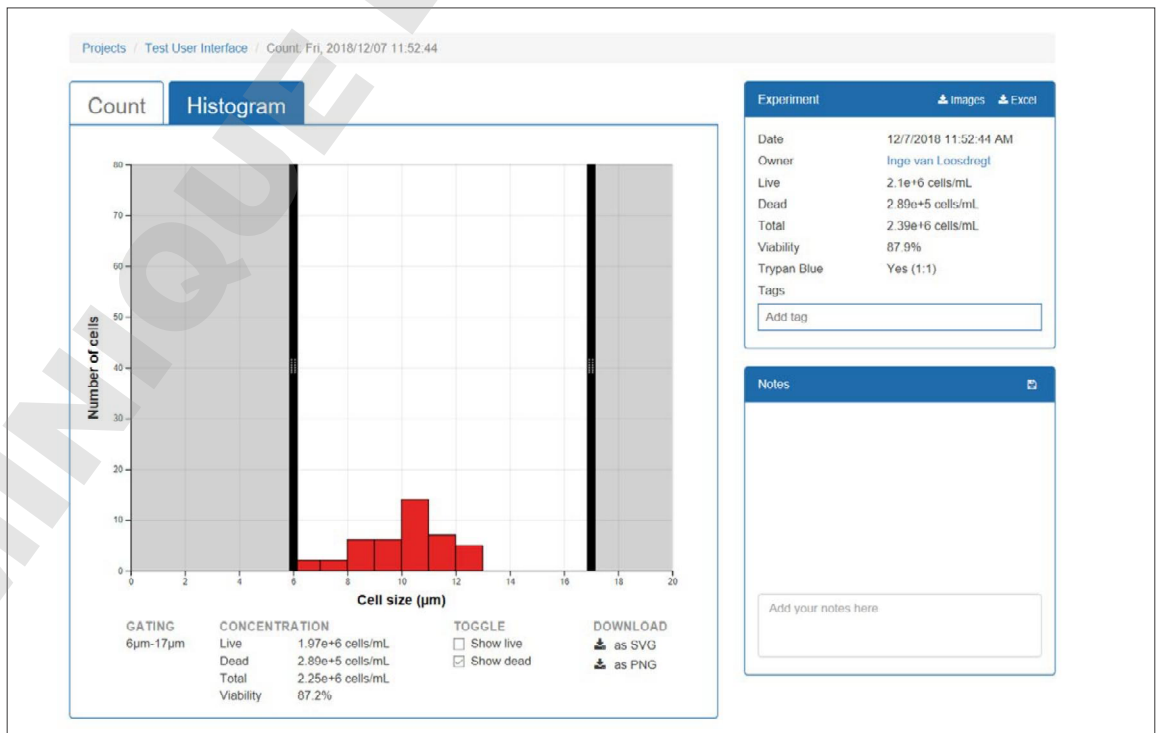 Projects / Test User Interface / Count, Fri, 2018/12/07 11.52.44
Count
Histogram
80
70
60
50
40
30
20
10
0
Number of cells
0 2 4 6 8 10 12 14 16 18 20
Cell size (µm)
GATING
6µm-17µm
CONCENTRATION
Live 1.97e+6 cells/mL
Dead 2.89e+5 cells/mL
Total 2.25e+6 cells/mL
Viability 87.2%
TOGGLE
Show live
Show dead
DOWNLOAD
as SVG
as PNG
Experiment Images Excel
Date 12/7/2018 11:52:44 AM
Owner Inge van Loosdregt
Live 2.1e+6 cells/mL
Dead 2.89e+5 cells/mL
Total 2.39e+6 cells/mL
Viability 87.9%
Trypan Blue Yes (1:1)
Tags
Add tag
Notes
Add your notes here
INIQUE